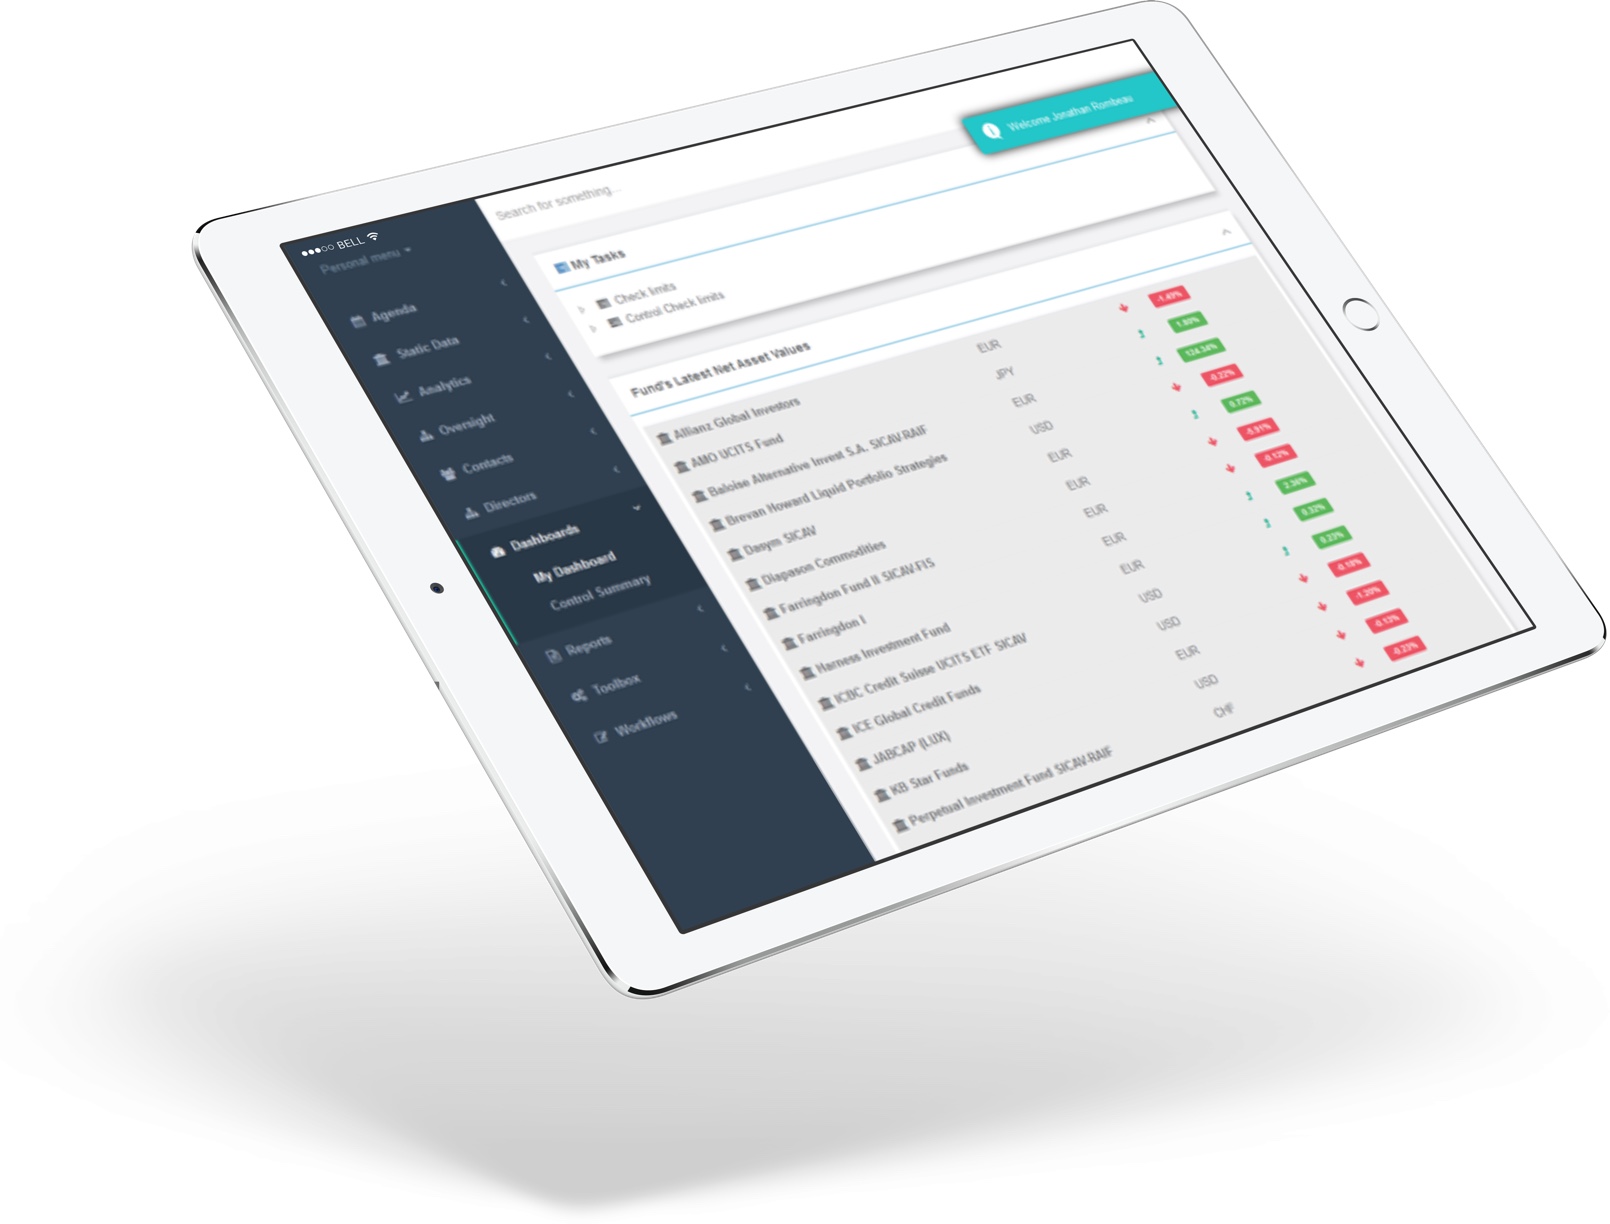 ●●●○○ BELL
Personal menu
Agenda
Static Data
Analytics
Oversight
Contacts
Directors
Dashboards
My Dashboard
Control Summary
Reports
Toolbox
Workflows
Search for something...
Welcome Jonathan Rombeau
My Tasks
Check limits
Control Check limits
Fund's Latest Net Asset Values
Allianz Global Investors EUR
AMO UCITS Fund JPY 1.80%
Baloise Alternative Invest S.A. SICAV-RAIF EUR 124.34%
Brevan Howard Liquid Portfolio Strategies USD -0.22%
Dasym SICAV EUR 0.72%
Diapason Commodities EUR
Farringdon Fund II SICAV-FIS EUR -0.12%
Farringdon I EUR 2.36%
Harness Investment Fund EUR 0.32%
ICBC Credit Suisse UCITS ETF SICAV USD 0.23%
ICE Global Credit Funds USD -0.18%
JABCAP (LUX) EUR -1.20%
KB Star Funds USD -0.13%
Perpetual Investment Fund SICAV-RAIF CHF -0.23%